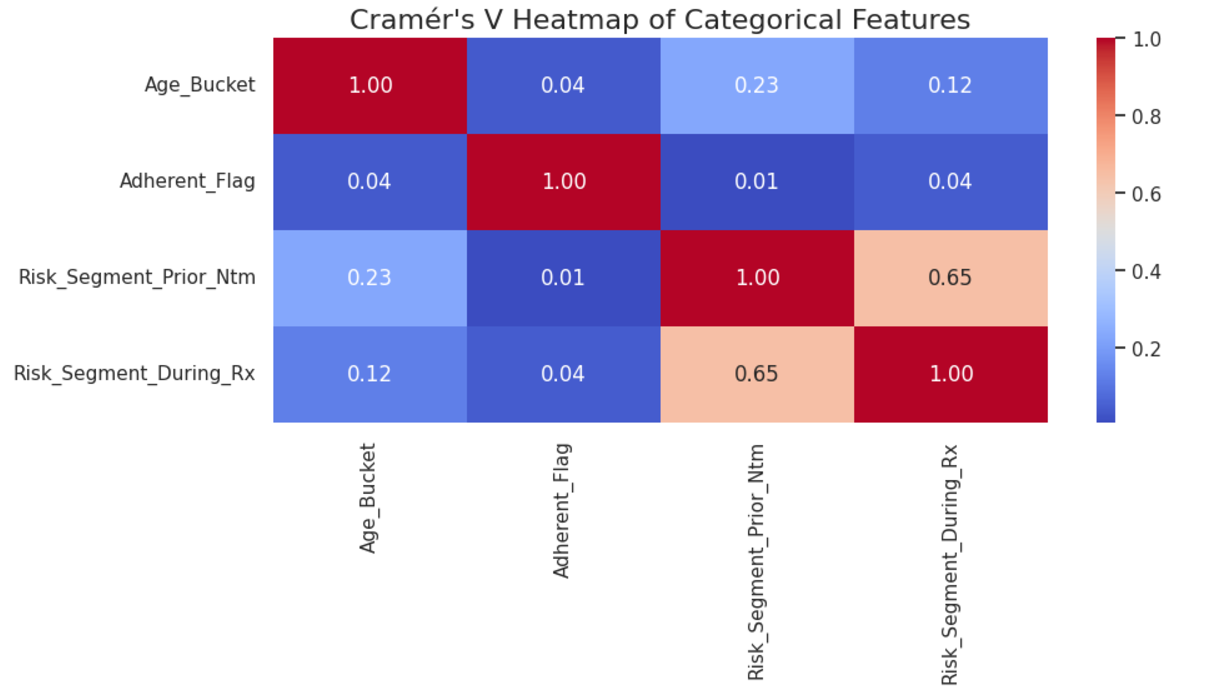 Cramér's V Heatmap of Categorical Features
Age_Bucket 1.00 0.04 0.23 0.12
Adherent_Flag 0.04 1.00 0.01 0.04
Risk_Segment_Prior_Ntm 0.23 0.01 1.00 0.65
Risk_Segment_During_Rx 0.12 0.04 0.65 1.00
Age_Bucket
Adherent_Flag
Risk_Segment_Prior_Ntm
Risk_Segment_During_Rx
1.0
0.8
0.6
0.4
0.2